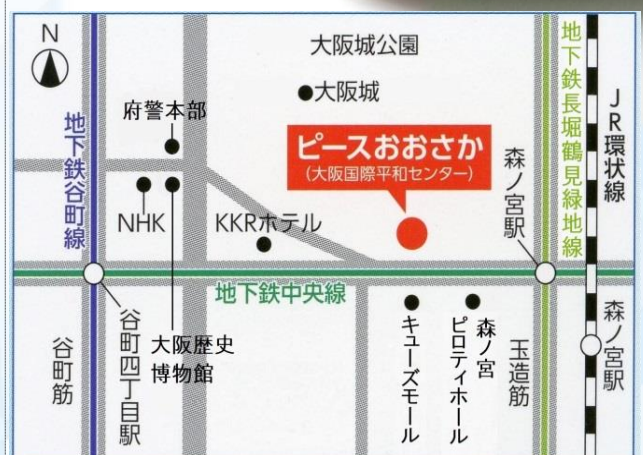 N
大阪城公園
大阪城
府警本部
ピースおおさか
(大阪国際平和センター)
地下鉄谷町線
NHK
KKRホテル
森ノ宮駅
地下鉄長堀鶴見緑地線
JR環状線
地下鉄中央線
谷町筋
谷町四丁目駅
大阪歴史
博物館
キューズモール
森ノ宮
ピロティホール
玉造筋
森ノ宮駅